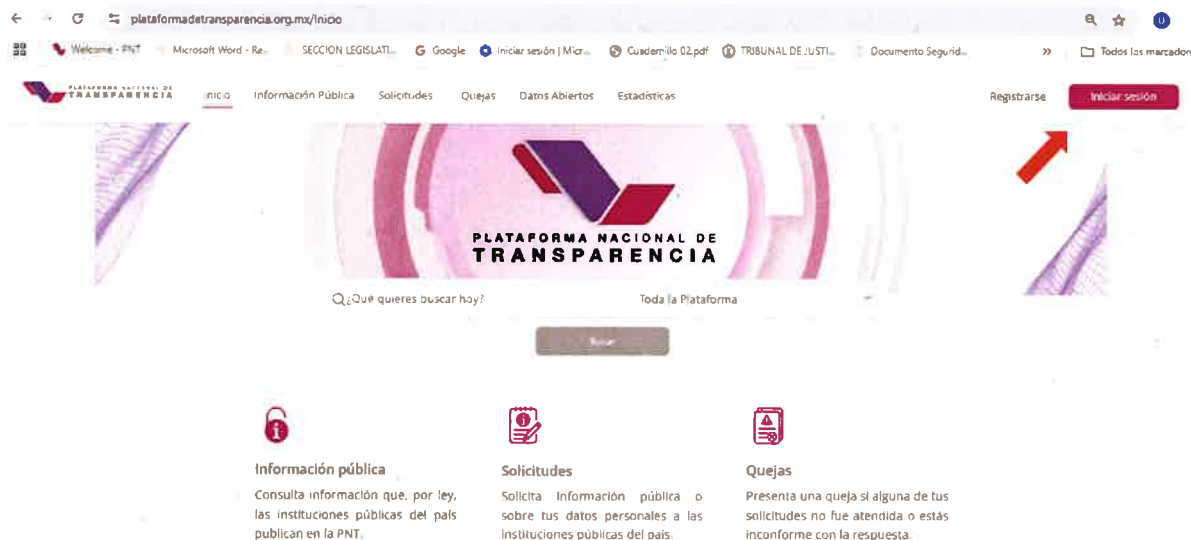 plataformadetransparencia.org.mx/Inicio
Welcome - PNT Microsoft Word - Re... SECCION LEGISLATI... Google Iniciar sesión | Micr... Cuadernillo 02.pdf TRIBUNAL DE JUSTI... Documento Segurid... » Todos los marcador
PLATAFORMA NACIONAL DE
TRANSPARENCIA
Inicio Información Pública Solicitudes Quejas Datos Abiertos Estadísticas Registrarse Iniciar sesión
PLATAFORMA NACIONAL DE
TRANSPARENCIA
¿Qué quieres buscar hoy? Toda la Plataforma
Información pública
Consulta información que, por ley,
las instituciones públicas del país
publican en la PNT.
Solicitudes
Solicita Información pública o
sobre tus datos personales a las
instituciones públicas del país.
Quejas
Presenta una queja si alguna de tus
solicitudes no fue atendida o estás
inconforme con la respuesta.